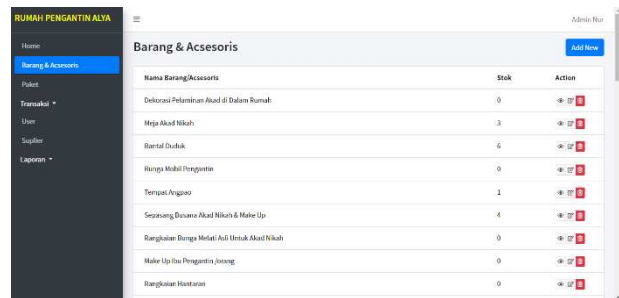 RUMAH PENGANTIN ALYA
Admin Nur
Home
Barang & Acsesoris
Paket
Transaksi
User
Suplier
Laporan
Barang & Acsesoris
Add New
Nama Barang/Acsesoris Stok Action
Dekorasi Pelaminan Akad di Dalam Rumah 0
Meja Akad Nikah 3
Bantal Duduk 6
Bunga Mobil Pengantin 0
Tempat Angpao 1
Sepasang Busana Akad Nikah & Make Up 4
Rangkaian Bunga Melati Asli Untuk Akad Nikah 0
Make Up Ibu Pengantin /orang 0
Rangkaian Hantaran 0